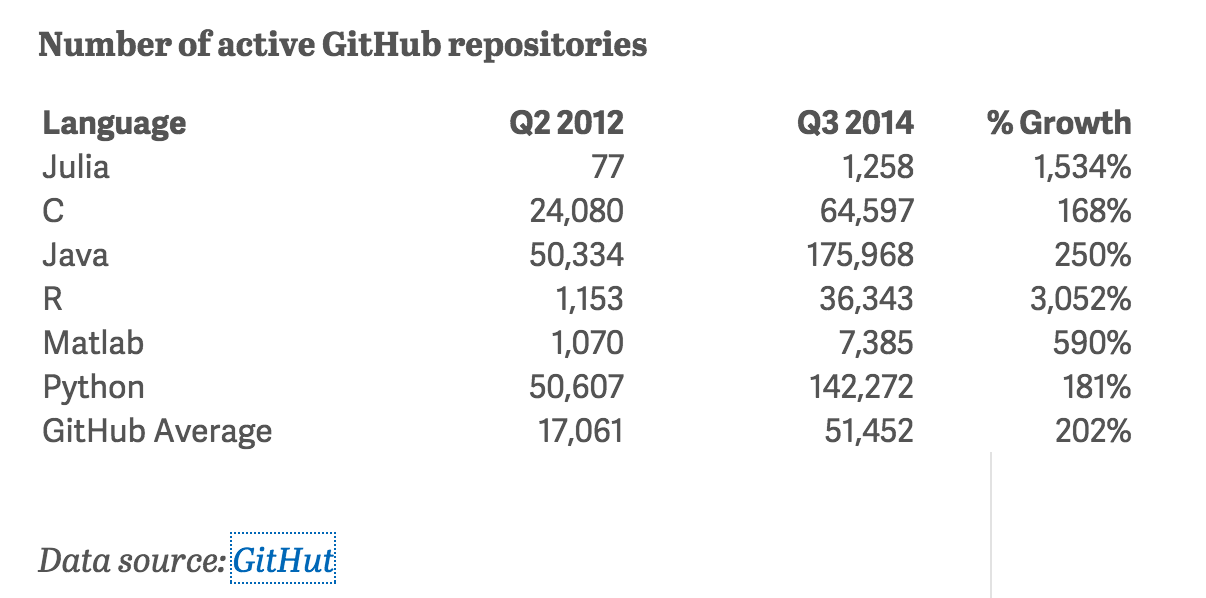 Number of active GitHub repositories
Language Q2 2012 Q3 2014 % Growth
Julia 77 1,258 1,534%
C 24,080 64,597 168%
Java 50,334 175,968 250%
R 1,153 36,343 3,052%
Matlab 1,070 7,385 590%
Python 50,607 142,272 181%
GitHub Average 17,061 51,452 202%
Data source: GitHut